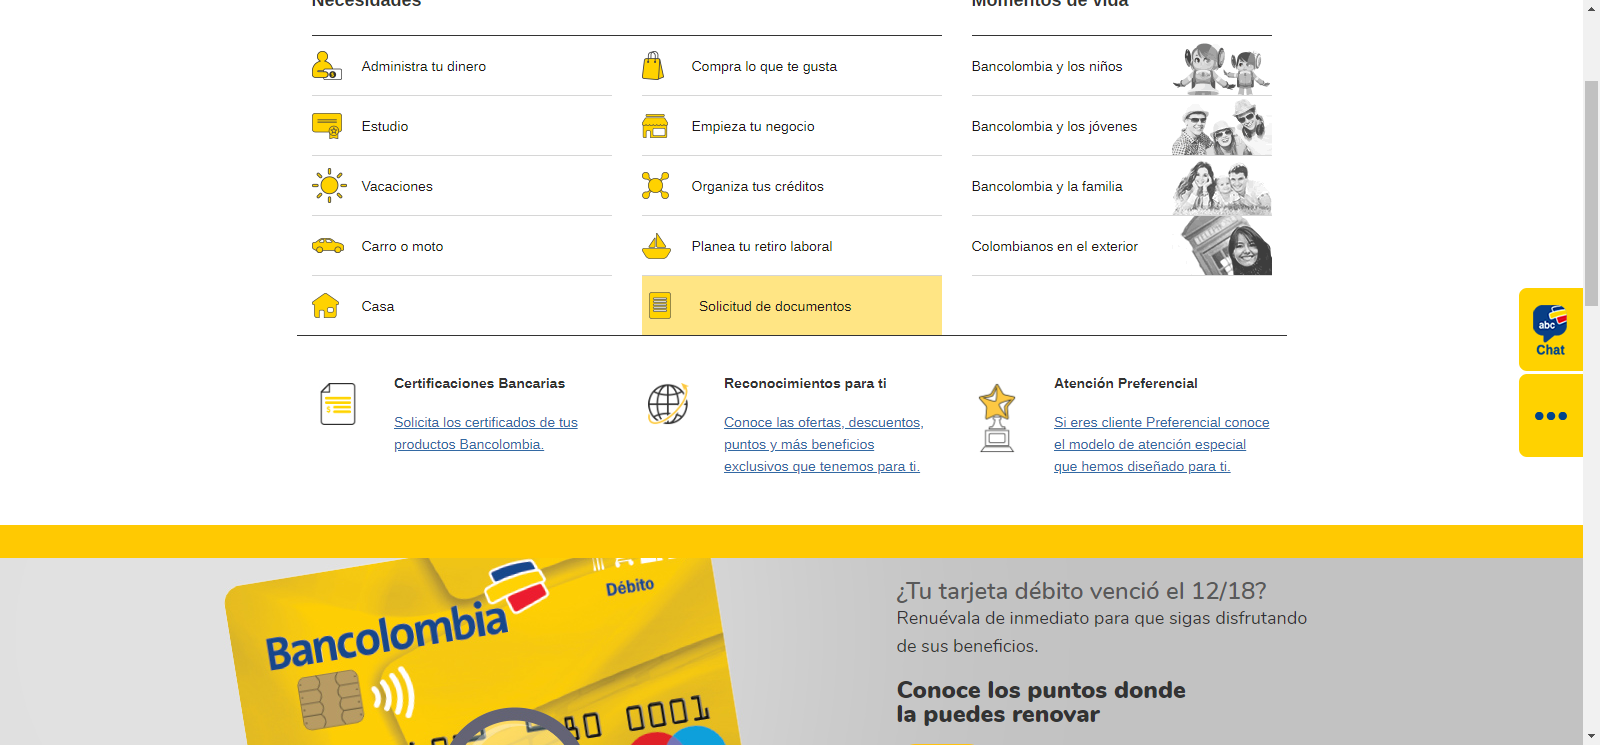 Necesidades
Momentos de vida
Administra tu dinero
Compra lo que te gusta
Bancolombia y los niños
Estudio
Empieza tu negocio
Bancolombia y los jóvenes
Vacaciones
Organiza tus créditos
Bancolombia y la familia
Carro o moto
Planea tu retiro laboral
Colombianos en el exterior
Casa
Solicitud de documentos
abc
Chat
Certificaciones Bancarias
Solicita los certificados de tus
productos Bancolombia.
Reconocimientos para ti
Conoce las ofertas, descuentos,
puntos y más beneficios
exclusivos que tenemos para ti.
Atención Preferencial
Si eres cliente Preferencial conoce
el modelo de atención especial
que hemos diseñado para ti.
Débito
Bancolombia
0001
¿Tu tarjeta débito venció el 12/18?
Renuévala de inmediato para que sigas disfrutando
de sus beneficios.
Conoce los puntos donde
la puedes renovar